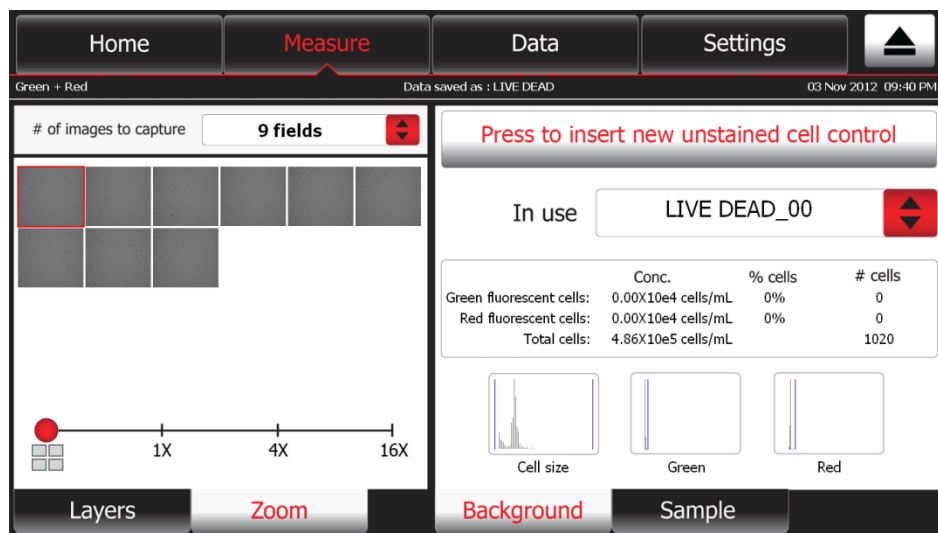 Home
Measure
Data
Settings
Green + Red
Data saved as : LIVE DEAD
03 Nov 2012 09:40 PM
# of images to capture
9 fields
1X
4X
16X
Layers
Zoom
Press to insert new unstained cell control
In use
LIVE DEAD_00
Conc. % cells # cells
Green fluorescent cells: 0.00X10e4 cells/mL 0% 0
Red fluorescent cells: 0.00X10e4 cells/mL 0% 0
Total cells: 4.86X10e5 cells/mL 1020
Cell size
Green
Red
Background
Sample